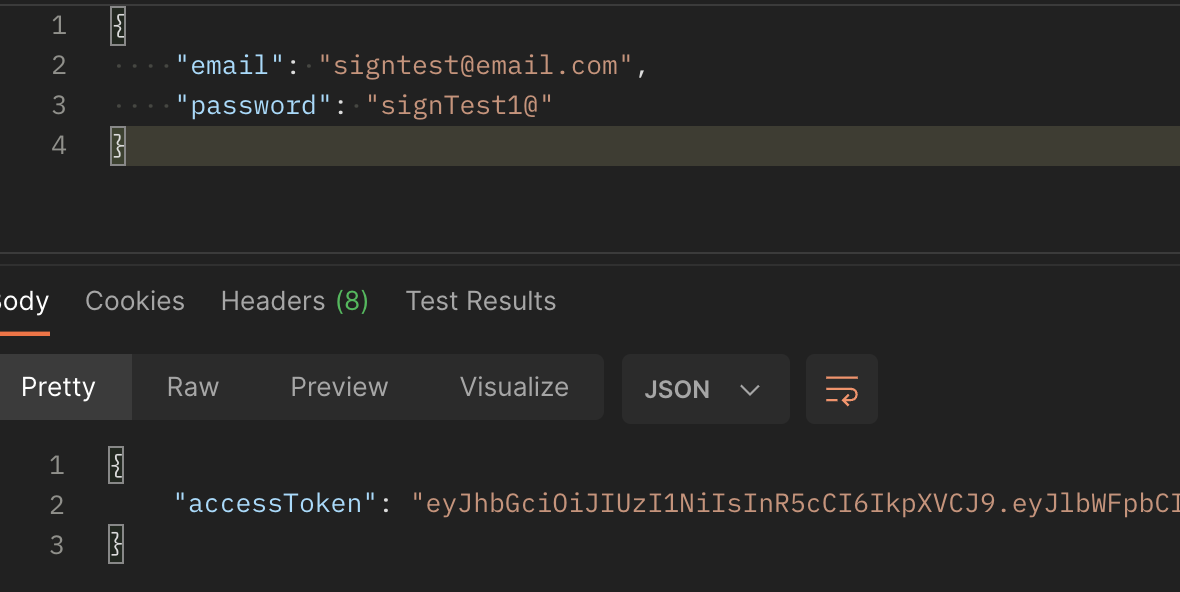 1 {
2 "email": "signtest@email.com",
3 "password": "signTest1@"
4 }
Body Cookies Headers (8) Test Results
Pretty Raw Preview Visualize JSON
1 {
2 "accessToken": "eyJhbGciOiJIUzI1NiIsInR5cCI6IkpXVCJ9.eyJlbWFpbCI
3 }